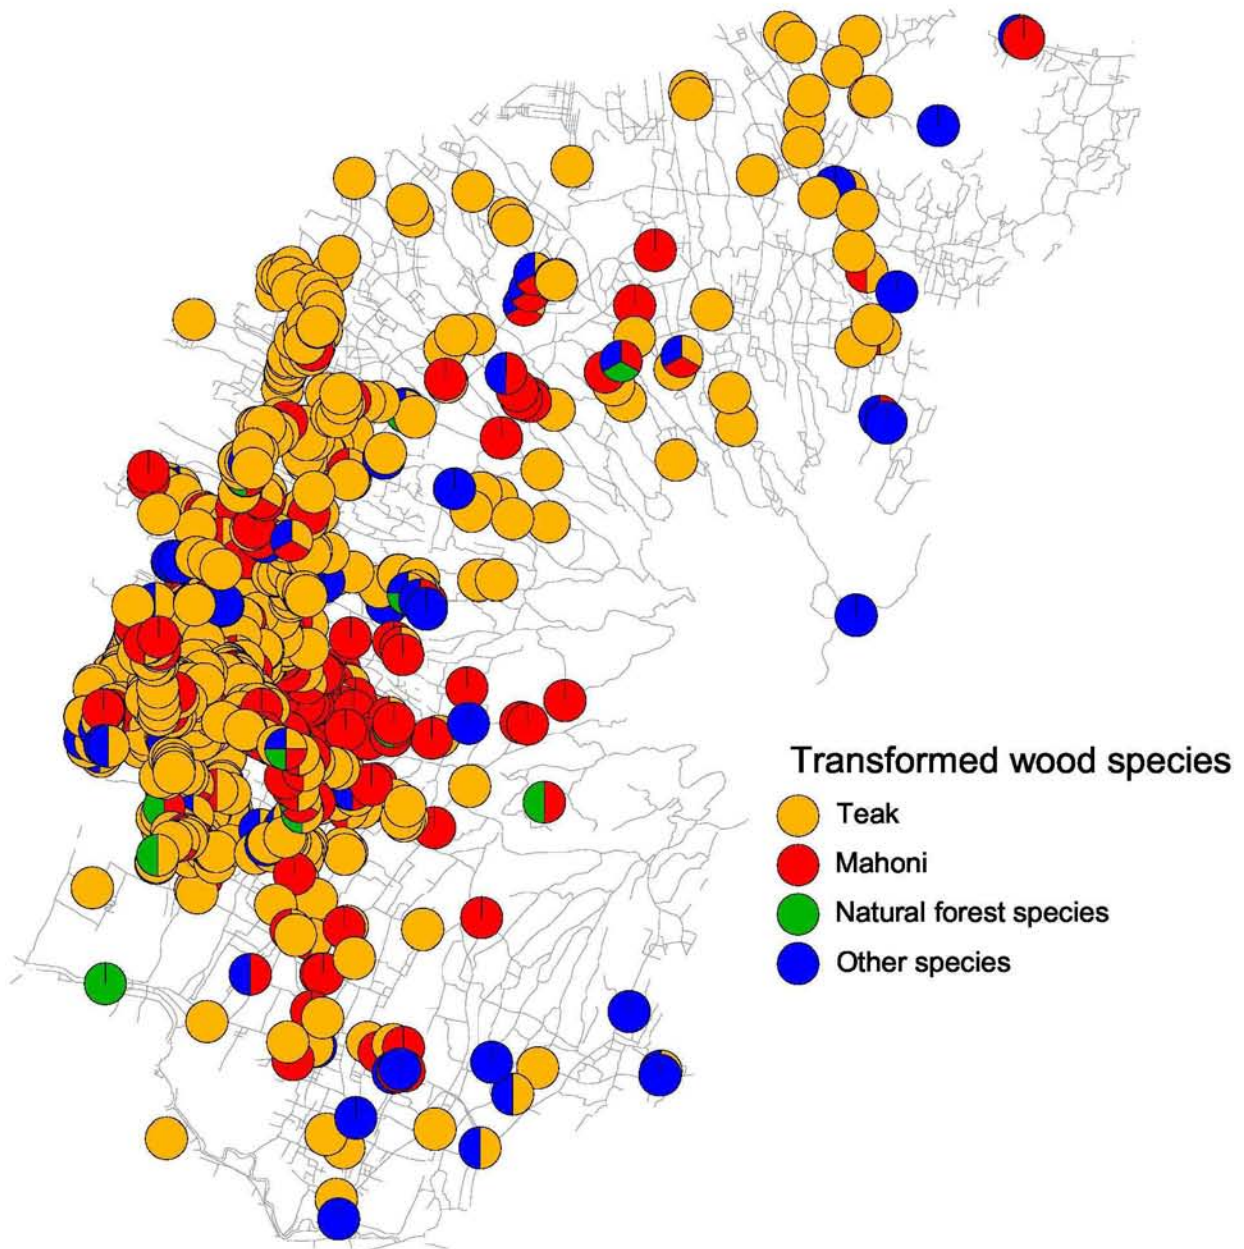 Transformed wood species
Teak
Mahoni
Natural forest species
Other species